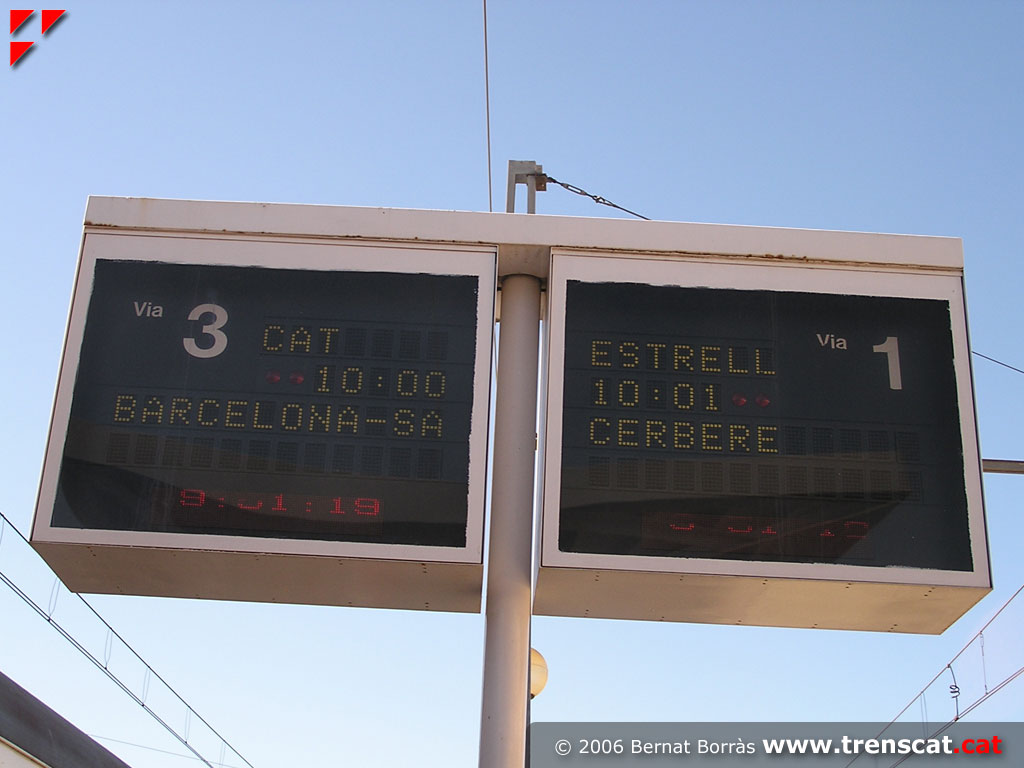 Via 3
CAT
10:00
BARCELONA-SA
9:01:19
Via 1
ESTRELL
10:01
CERBERE
© 2006 Bernat Borràs www.trenscat.cat